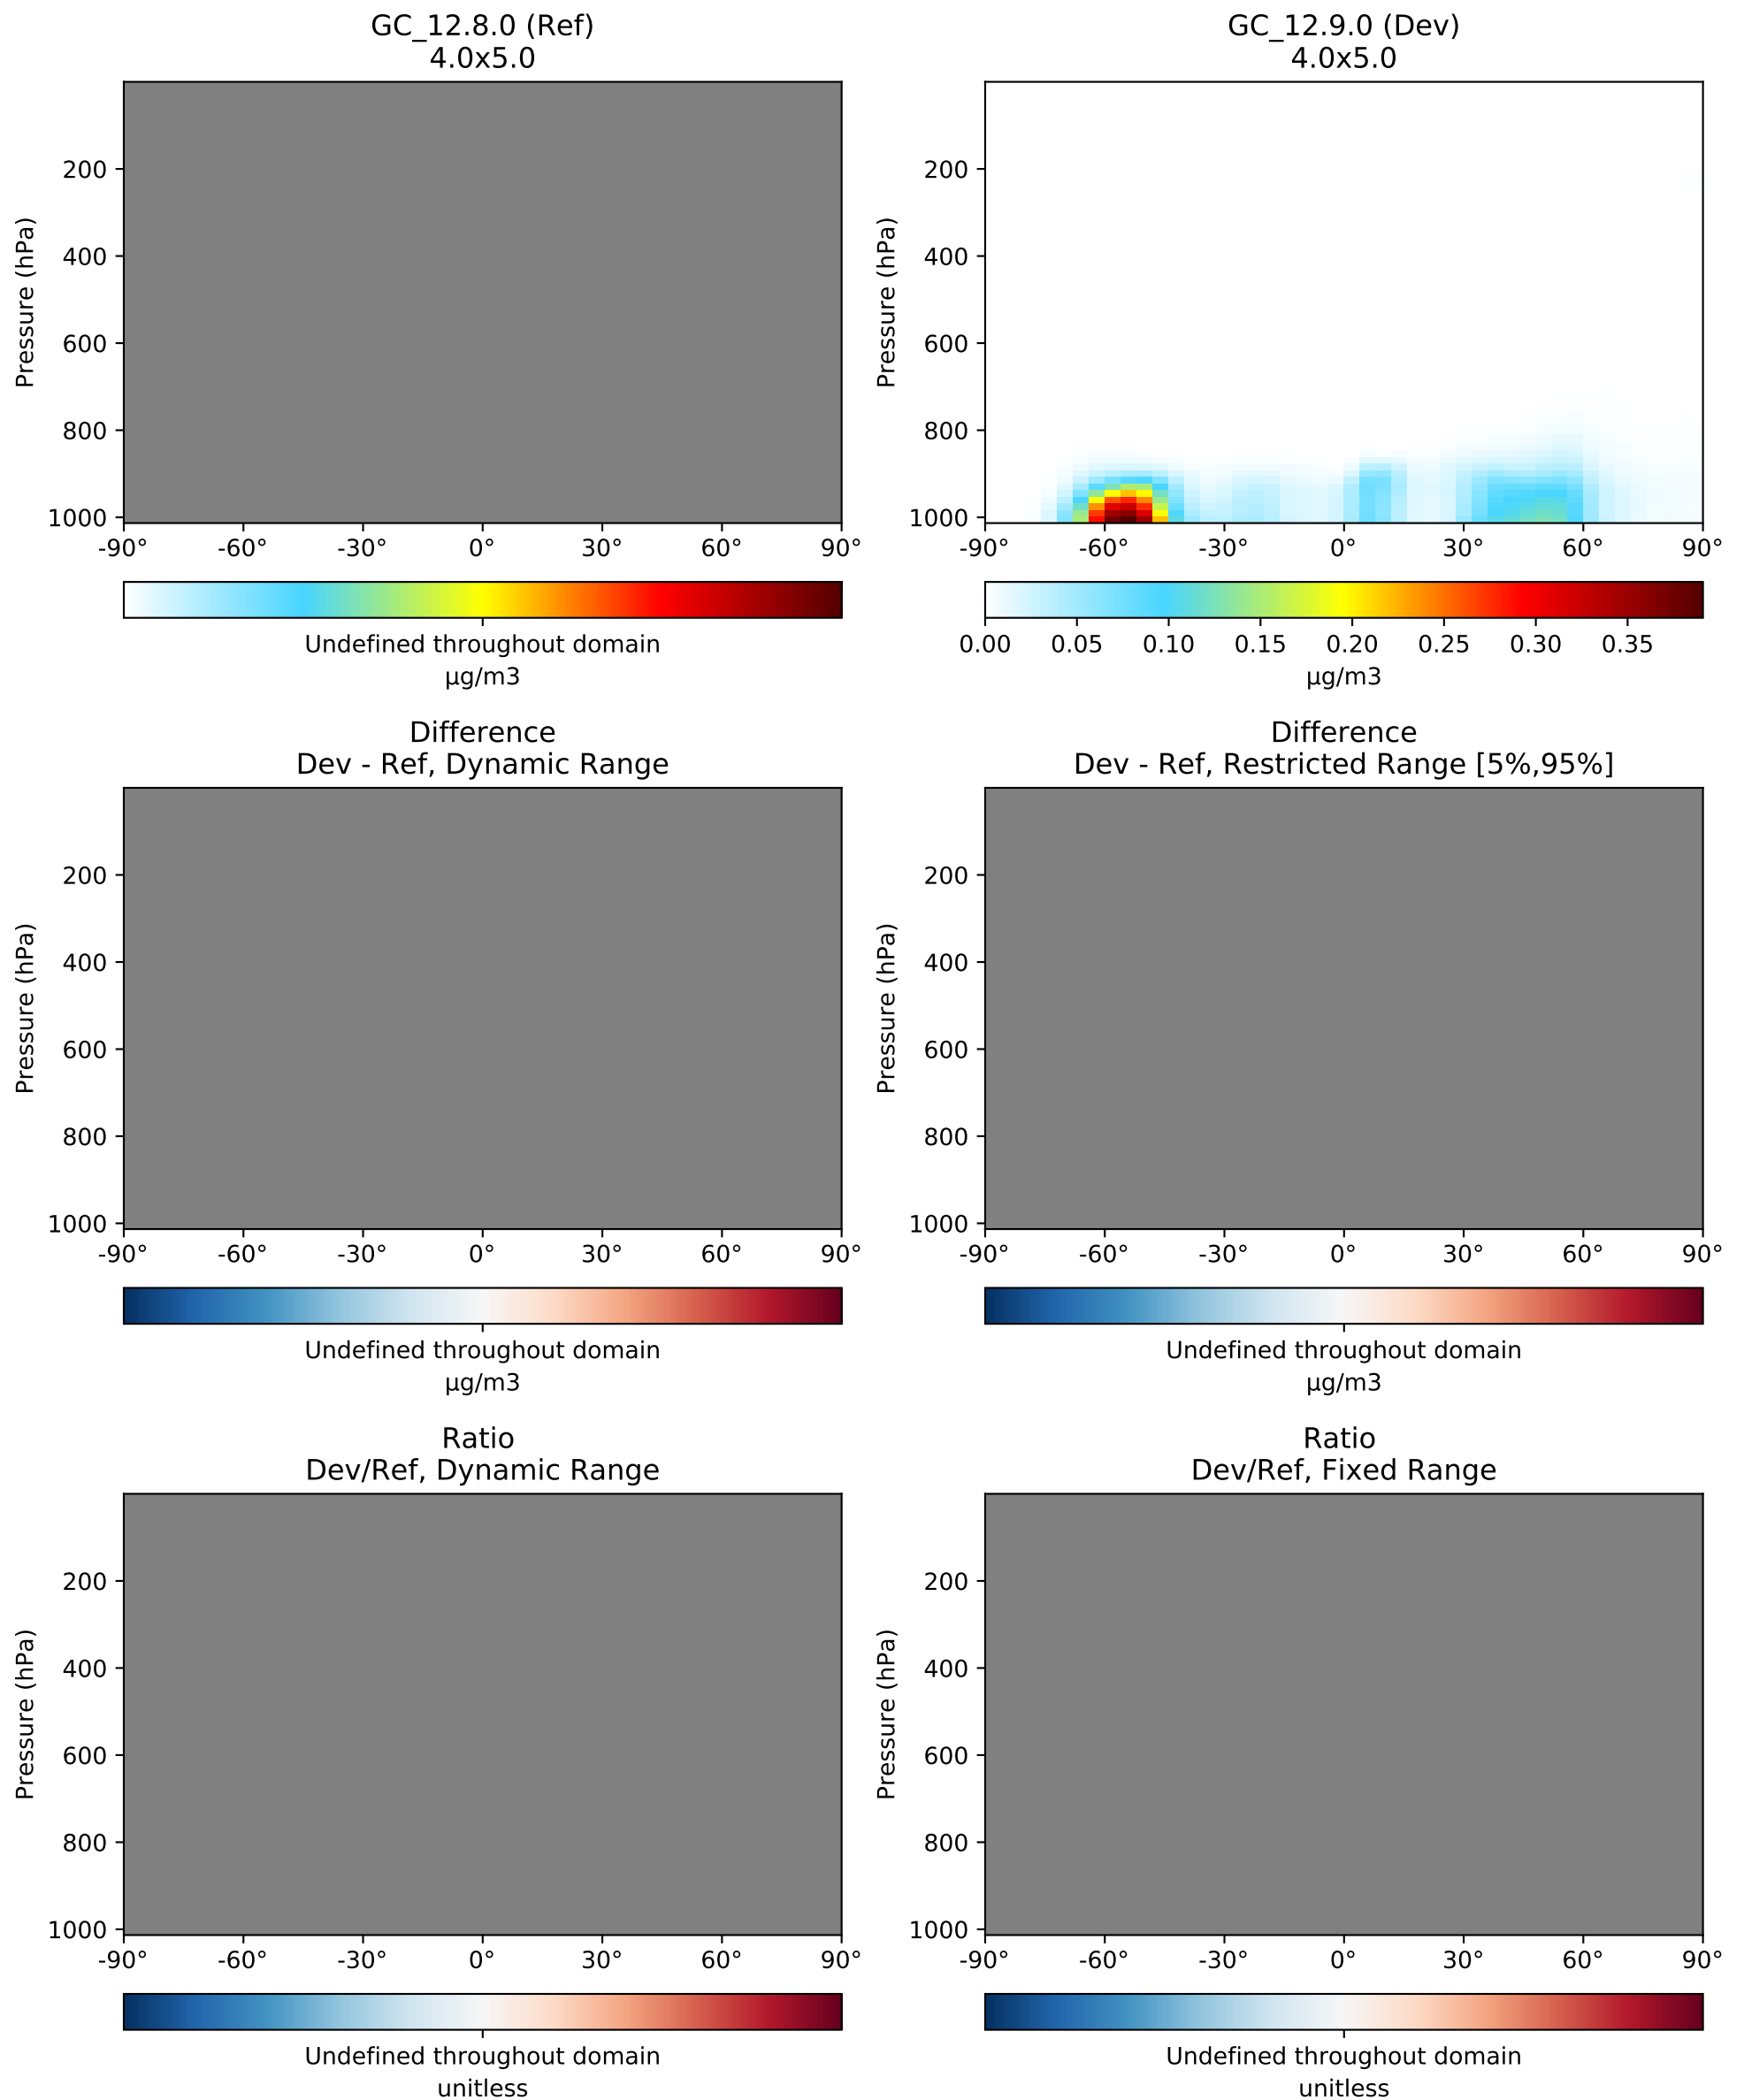 GC_12.8.0 (Ref)
4.0x5.0
Pressure (hPa)
200
400
600
800
1000
-90° -60° -30° 0° 30° 60° 90°
Undefined throughout domain
µg/m3
GC_12.9.0 (Dev)
4.0x5.0
Pressure (hPa)
200
400
600
800
1000
-90° -60° -30° 0° 30° 60° 90°
0.00 0.05 0.10 0.15 0.20 0.25 0.30 0.35
µg/m3
Difference
Dev - Ref, Dynamic Range
Pressure (hPa)
200
400
600
800
1000
-90° -60° -30° 0° 30° 60° 90°
Undefined throughout domain
µg/m3
Difference
Dev - Ref, Restricted Range [5%,95%]
Pressure (hPa)
200
400
600
800
1000
-90° -60° -30° 0° 30° 60° 90°
Undefined throughout domain
µg/m3
Ratio
Dev/Ref, Dynamic Range
Pressure (hPa)
200
400
600
800
1000
-90° -60° -30° 0° 30° 60° 90°
Undefined throughout domain
unitless
Ratio
Dev/Ref, Fixed Range
Pressure (hPa)
200
400
600
800
1000
-90° -60° -30° 0° 30° 60° 90°
Undefined throughout domain
unitless